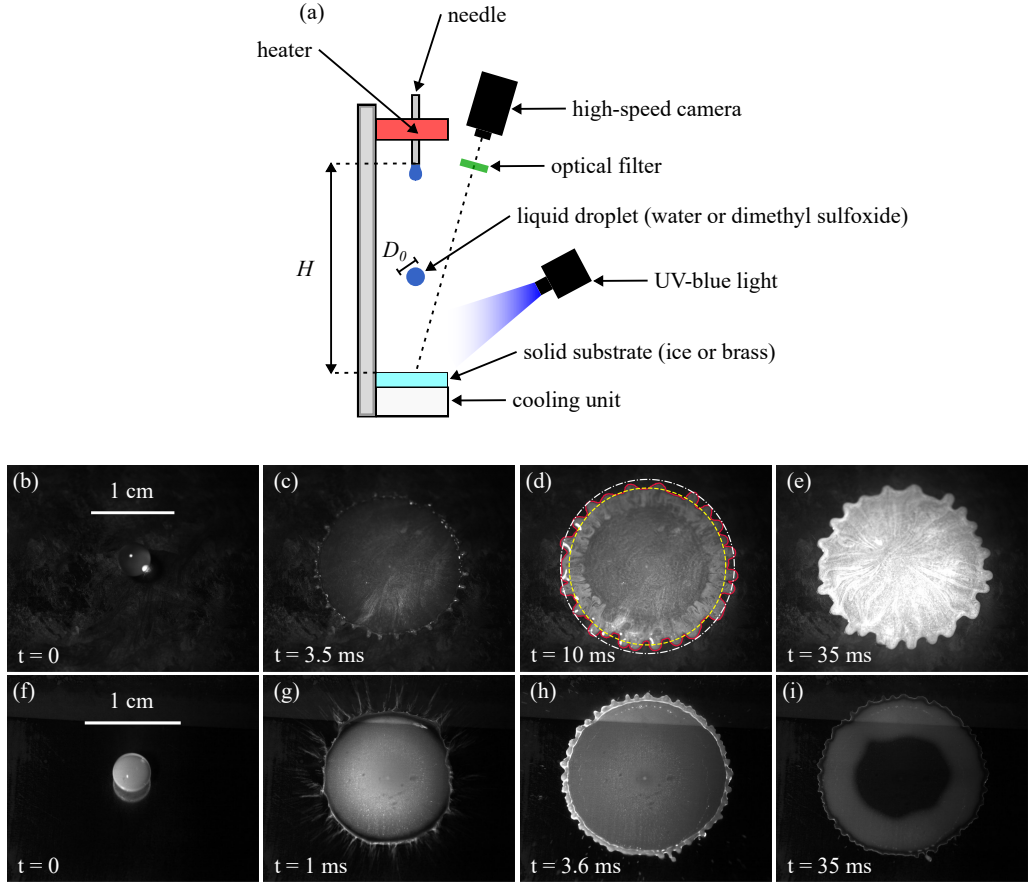 (a)
needle
heater
high-speed camera
optical filter
liquid droplet (water or dimethyl sulfoxide)
D₀
H
UV-blue light
solid substrate (ice or brass)
cooling unit
(b)
1 cm
t = 0
(c)
t = 3.5 ms
(d)
t = 10 ms
(e)
t = 35 ms
(f)
1 cm
t = 0
(g)
t = 1 ms
(h)
t = 3.6 ms
(i)
t = 35 ms